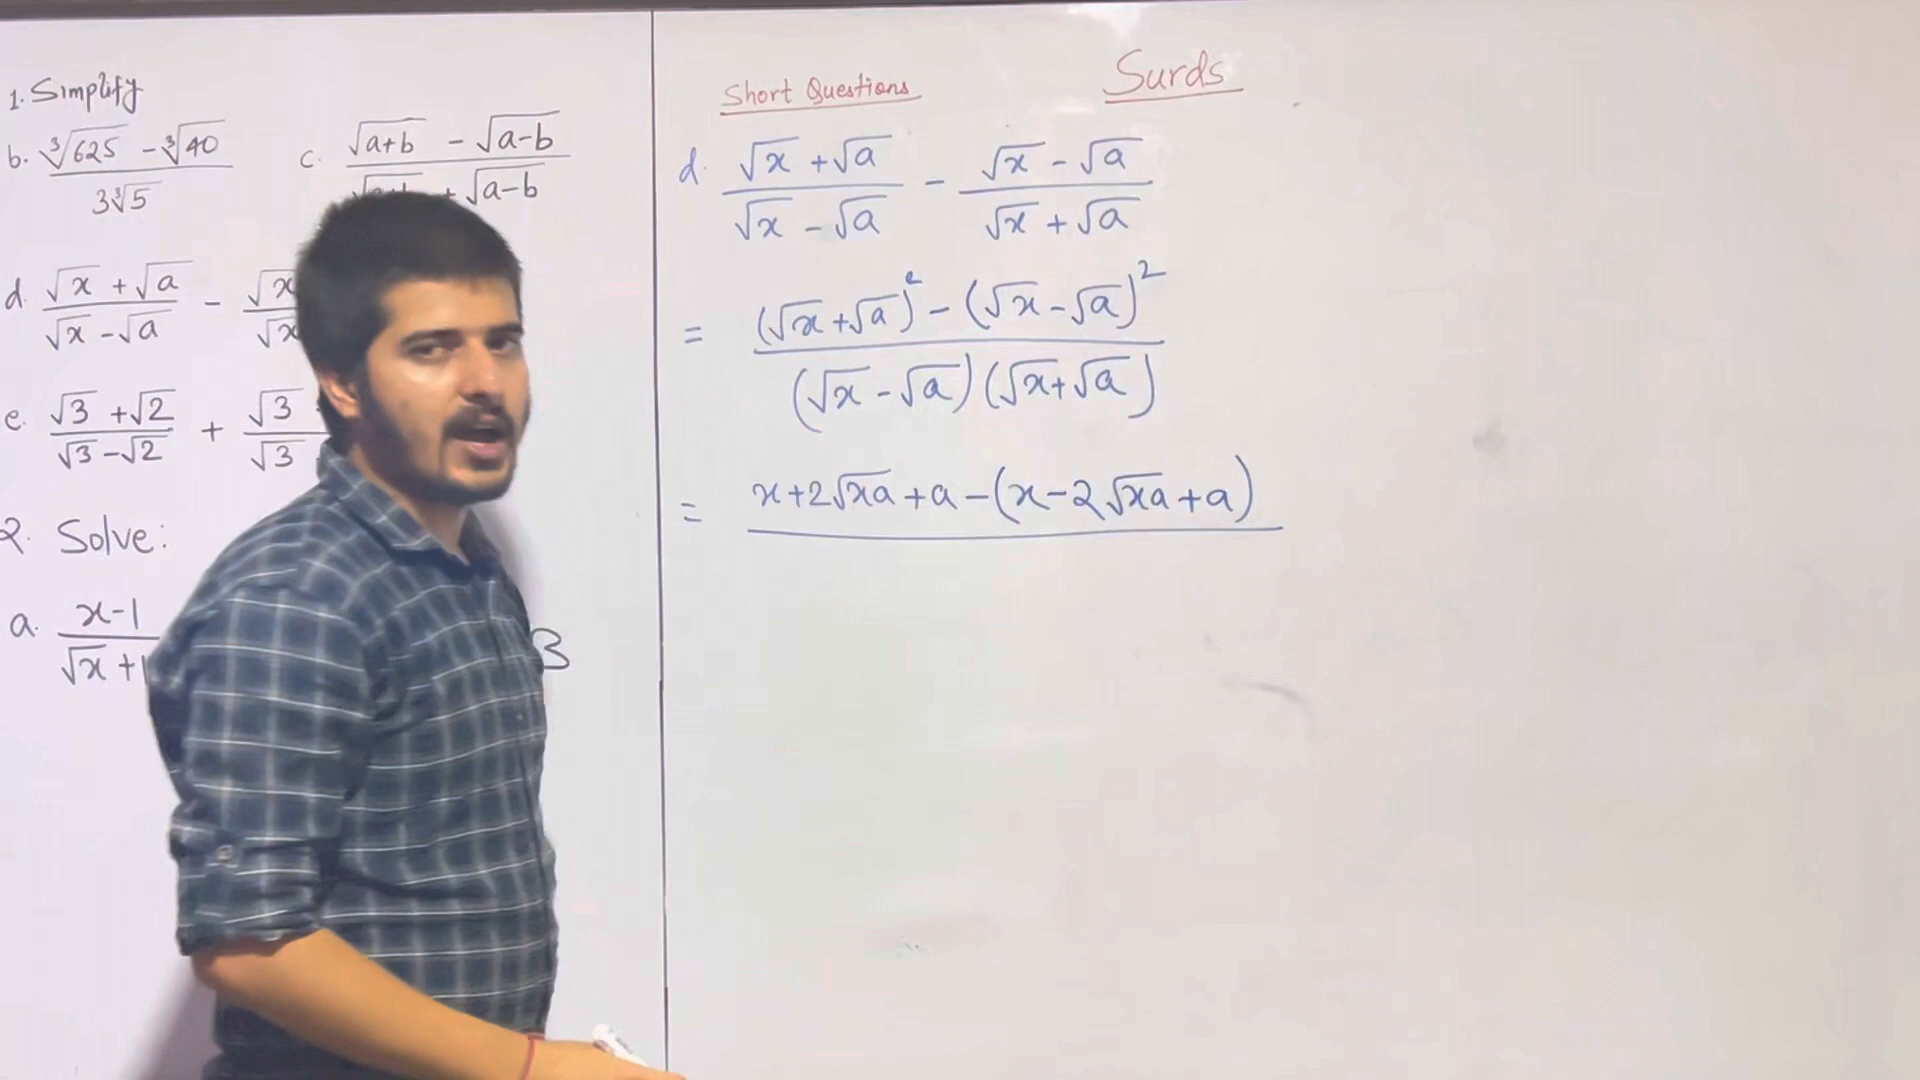 1. Simplify
b. (∛625 - ∛40) / (3∛5)
c. (√(a+b) - √(a-b)) / + √(a-b)
d. (√x + √a) / (√x - √a) - √x / √x
e. (√3 + √2) / (√3 - √2) + √3 / √3
2. Solve:
a. (x-1) / (√x + 1 3
Surds
Short Questions
d. (√x + √a) / (√x - √a) - (√x - √a) / (√x + √a)
= ((√x + √a)² - (√x - √a)²) / ((√x - √a)(√x + √a))
= x + 2√xa + a - (x - 2√xa + a)